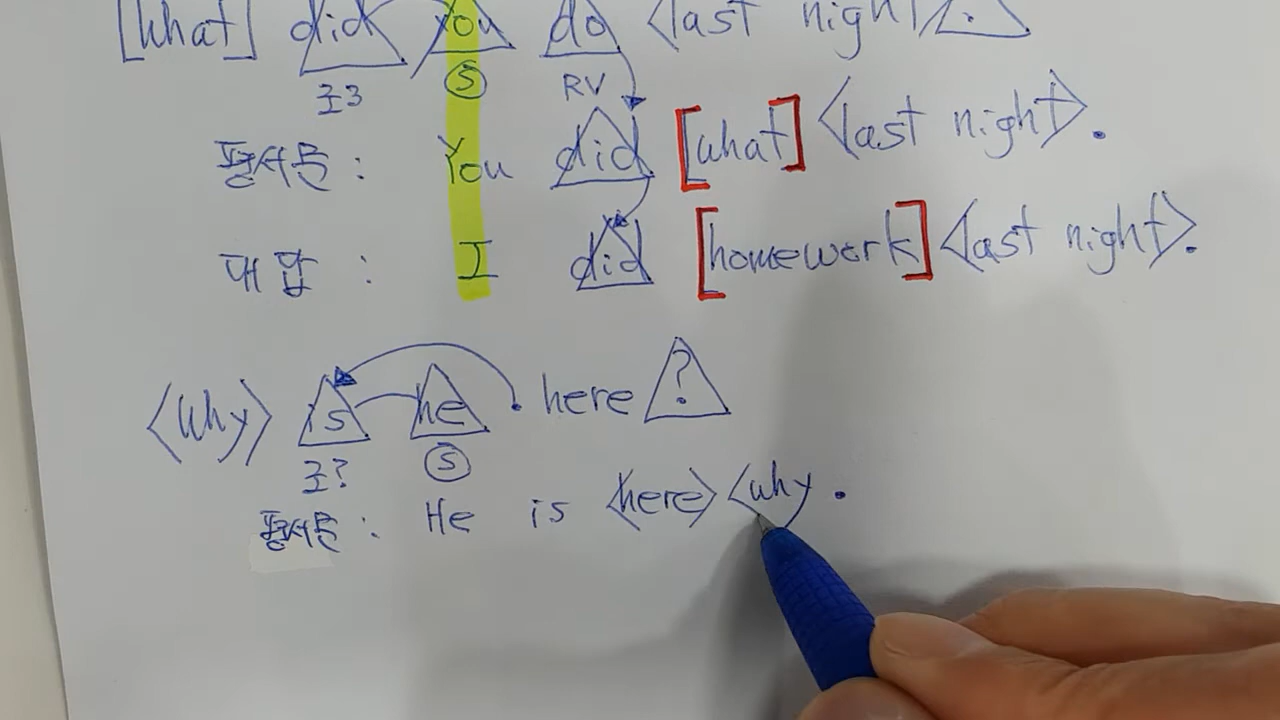 [what] did you do <last night>?
조3 Ⓢ RV
평서문 : You did [what] <last night>.
대답 : I did [homework] <last night>.
<why> is he here ?
조? Ⓢ
평서문 : He is <here> <why .